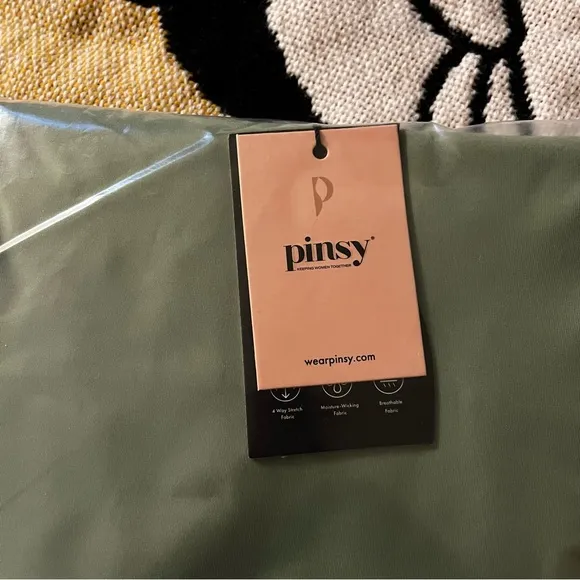 P
pinsy®
KEEPING WOMEN TOGETHER
wearpinsy.com
4 Way Stretch
Fabric
Moisture-Wicking
Fabric
Breathable
Fabric